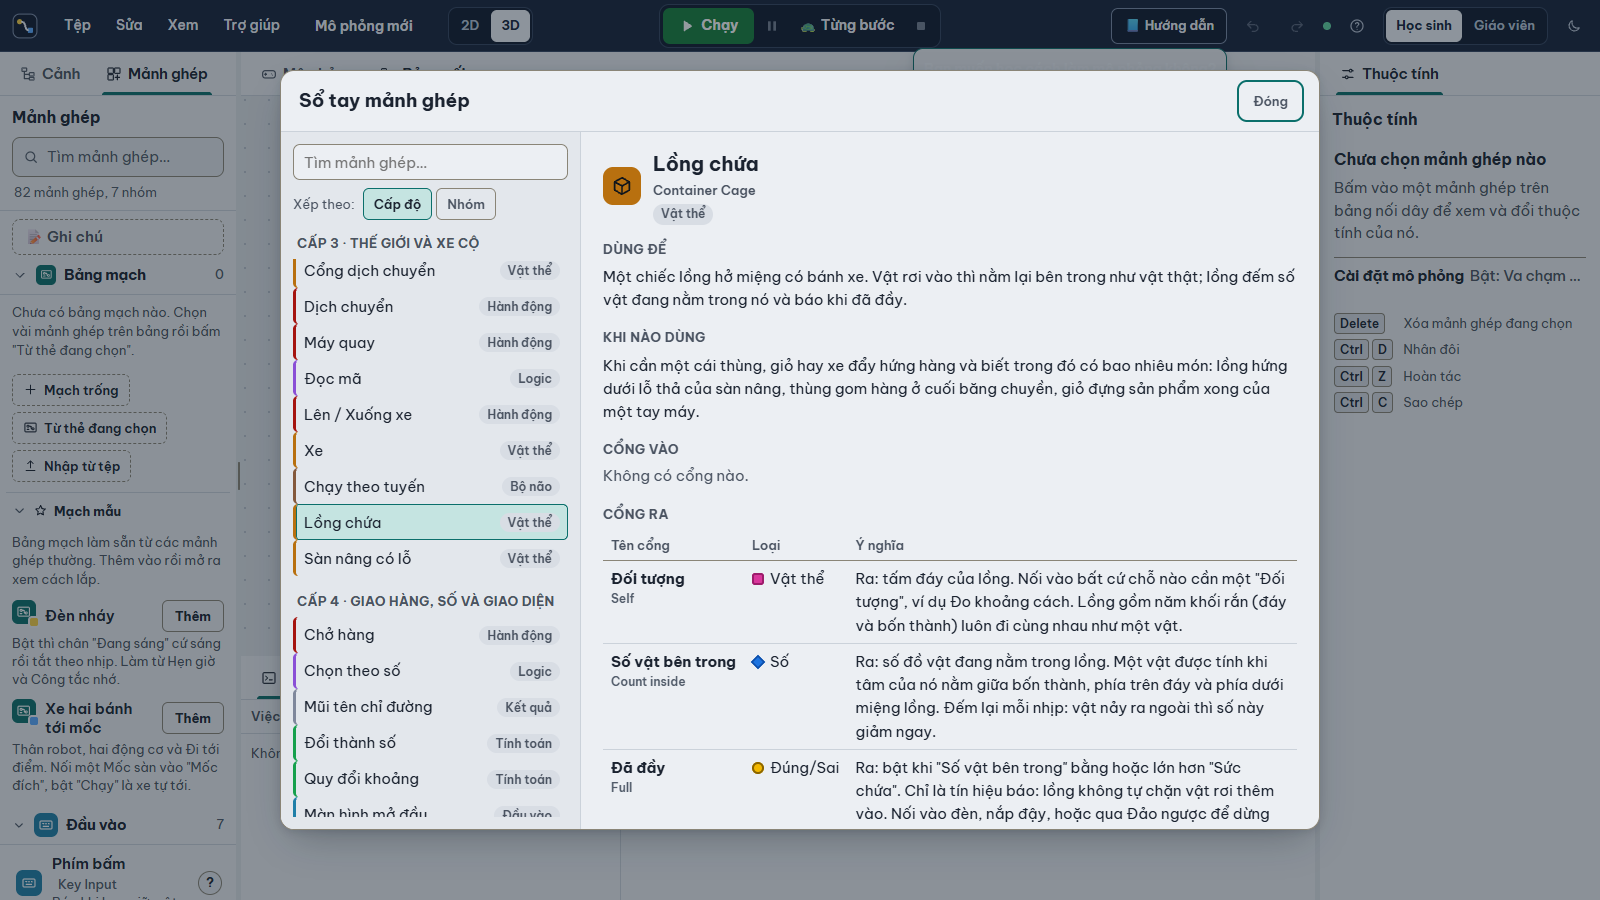 Tệp Sửa Xem Trợ giúp Mô phỏng mới 2D 3D Chạy Từng bước Hướng dẫn Học sinh Giáo viên
Cảnh Mảnh ghép
Mảnh ghép
Tìm mảnh ghép...
82 mảnh ghép, 7 nhóm
Ghi chú
Bảng mạch 0
Chưa có bảng mạch nào. Chọn
vài mảnh ghép trên bảng rồi bấm
"Từ thẻ đang chọn".
Mạch trống
Từ thẻ đang chọn
Nhập từ tệp
Mạch mẫu
Bảng mạch làm sẵn từ các mảnh
ghép thường. Thêm vào rồi mở ra
xem cách lắp.
Đèn nháy Thêm
Bật thì chân "Đang sáng" cứ sáng
rồi tắt theo nhịp. Làm từ Hẹn giờ
và Công tắc nhớ.
Xe hai bánh
tới mốc Thêm
Thân robot, hai động cơ và Đi tới
điểm. Nối một Mốc sàn vào "Mốc
đích", bật "Chạy" là xe tự tới.
Đầu vào 7
Phím bấm
Key Input
?
Sổ tay mảnh ghép Đóng
Tìm mảnh ghép...
Xếp theo: Cấp độ Nhóm
CẤP 3 · THẾ GIỚI VÀ XE CỘ
Cổng dịch chuyển Vật thể
Dịch chuyển Hành động
Máy quay Hành động
Đọc mã Logic
Lên / Xuống xe Hành động
Xe Vật thể
Chạy theo tuyến Bộ não
Lồng chứa Vật thể
Sàn nâng có lỗ Vật thể
CẤP 4 · GIAO HÀNG, SỐ VÀ GIAO DIỆN
Chở hàng Hành động
Chọn theo số Logic
Mũi tên chỉ đường Kết quả
Đổi thành số Tính toán
Quy đổi khoảng Tính toán
Màn hình mở đầu Đầu vào
Lồng chứa
Container Cage
Vật thể
DÙNG ĐỂ
Một chiếc lồng hở miệng có bánh xe. Vật rơi vào thì nằm lại bên trong như vật thật; lồng đếm số
vật đang nằm trong nó và báo khi đã đầy.
KHI NÀO DÙNG
Khi cần một cái thùng, giỏ hay xe đẩy hứng hàng và biết trong đó có bao nhiêu món: lồng hứng
dưới lỗ thả của sàn nâng, thùng gom hàng ở cuối băng chuyền, giỏ đựng sản phẩm xong của
một tay máy.
CỔNG VÀO
Không có cổng nào.
CỔNG RA
Tên cổng Loại Ý nghĩa
Đối tượng Vật thể Ra: tấm đáy của lồng. Nối vào bất cứ chỗ nào cần một "Đối
Self tượng", ví dụ Đo khoảng cách. Lồng gồm năm khối rắn (đáy
và bốn thành) luôn đi cùng nhau như một vật.
Số vật bên trong Số Ra: số đồ vật đang nằm trong lồng. Một vật được tính khi
Count inside tâm của nó nằm giữa bốn thành, phía trên đáy và phía dưới
miệng lồng. Đếm lại mỗi nhịp: vật nảy ra ngoài thì số này
giảm ngay.
Đã đầy Đúng/Sai Ra: bật khi "Số vật bên trong" bằng hoặc lớn hơn "Sức
Full chứa". Chỉ là tín hiệu báo: lồng không tự chặn vật rơi thêm
vào. Nối vào đèn, nắp đậy, hoặc qua Đảo ngược để dừng
Việc
Thuộc tính
Thuộc tính
Chưa chọn mảnh ghép nào
Bấm vào một mảnh ghép trên
bảng nối dây để xem và đổi thuộc
tính của nó.
Cài đặt mô phỏng Bật: Va chạm ...
Delete Xóa mảnh ghép đang chọn
Ctrl D Nhân đôi
Ctrl Z Hoàn tác
Ctrl C Sao chép